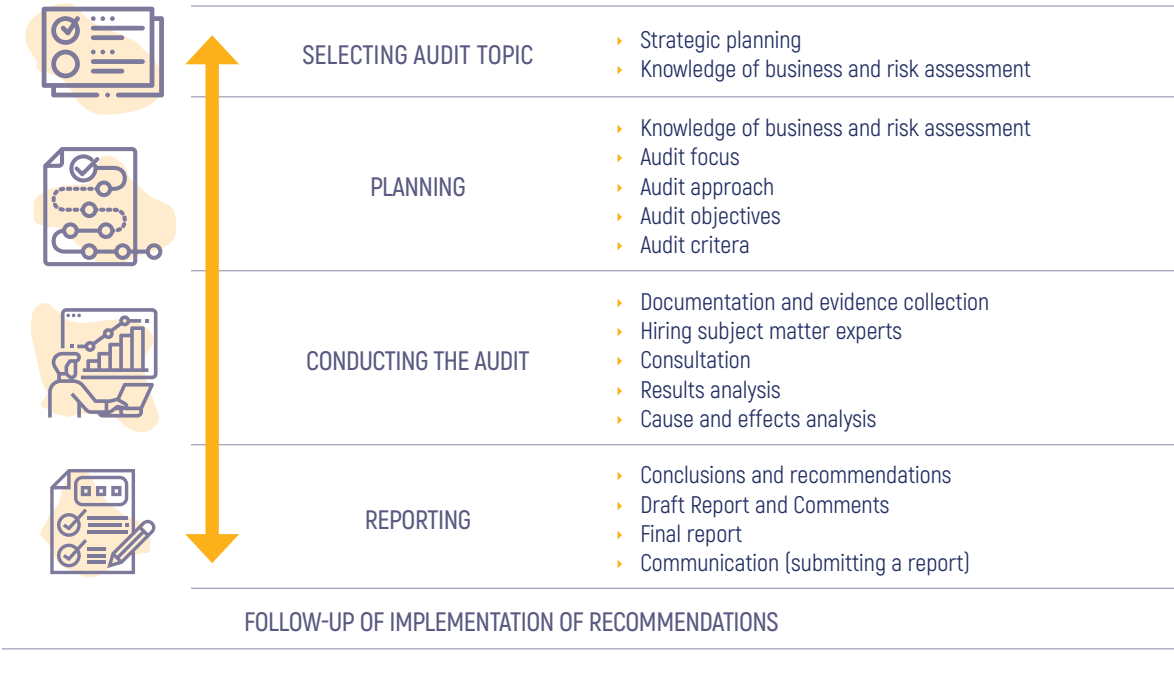 SELECTING AUDIT TOPIC
Strategic planning
Knowledge of business and risk assessment
PLANNING
Knowledge of business and risk assessment
Audit focus
Audit approach
Audit objectives
Audit critera
CONDUCTING THE AUDIT
Documentation and evidence collection
Hiring subject matter experts
Consultation
Results analysis
Cause and effects analysis
REPORTING
Conclusions and recommendations
Draft Report and Comments
Final report
Communication (submitting a report)
FOLLOW-UP OF IMPLEMENTATION OF RECOMMENDATIONS